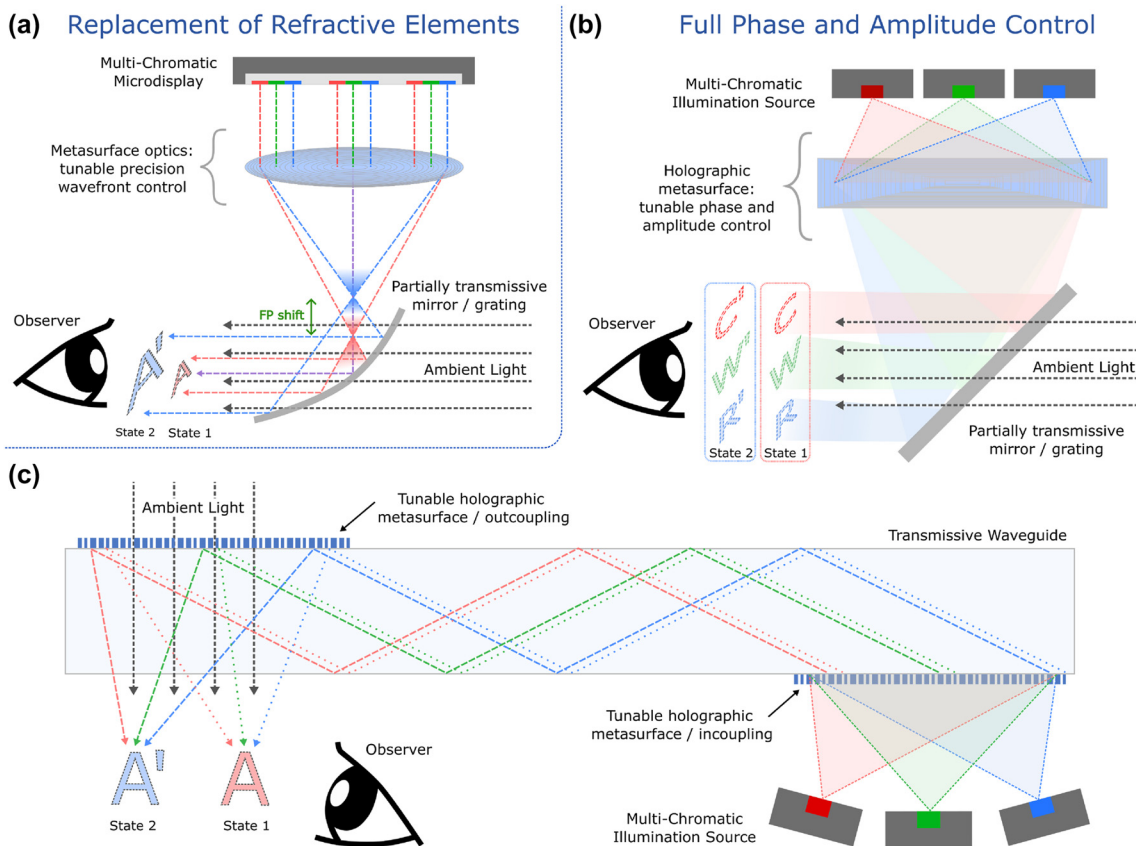 (a) Replacement of Refractive Elements
Multi-Chromatic
Microdisplay
Metasurface optics:
tunable precision
wavefront control
Partially transmissive
mirror / grating
FP shift
Observer
Ambient Light
A'
A
State 2
State 1
(b) Full Phase and Amplitude Control
Multi-Chromatic
Illumination Source
Holographic
metasurface:
tunable phase and
amplitude control
Observer
C' C
W' W
F' F
State 2 State 1
Ambient Light
Partially transmissive
mirror / grating
(c)
Ambient Light
Tunable holographic
metasurface / outcoupling
Transmissive Waveguide
Tunable holographic
metasurface / incoupling
A' A
State 2 State 1
Observer
Multi-Chromatic
Illumination Source